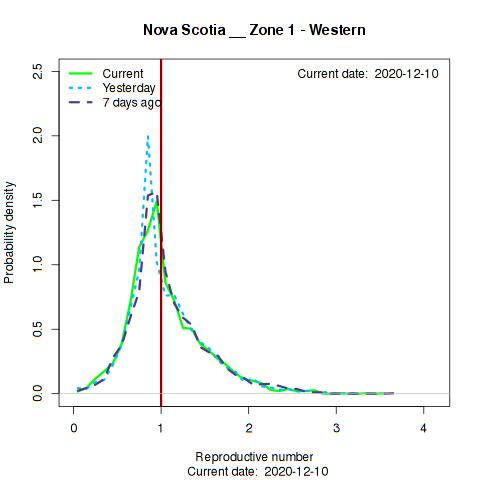 Nova Scotia __ Zone 1 - Western
Current
Yesterday
7 days ago
Current date:  2020-12-10
Probability density
0.0
0.5
1.0
1.5
2.0
2.5
0
1
2
3
4
Reproductive number
Current date:  2020-12-10